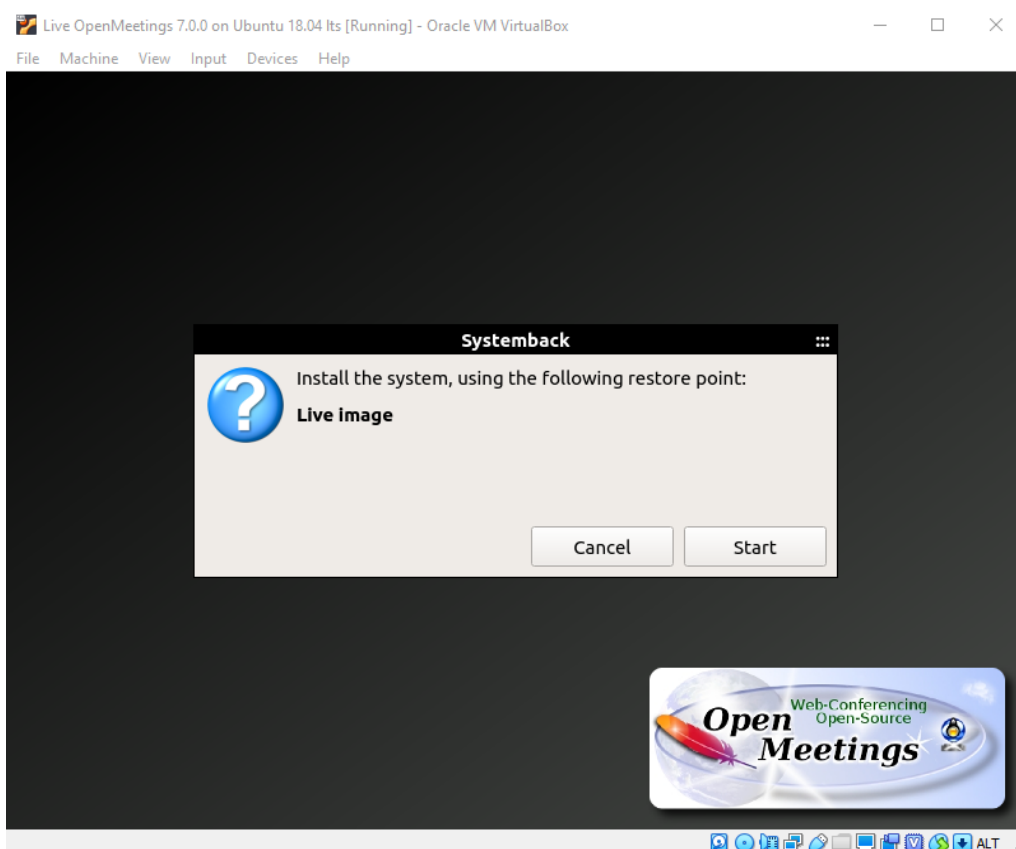 Live OpenMeetings 7.0.0 on Ubuntu 18.04 lts [Running] - Oracle VM VirtualBox
File Machine View Input Devices Help
Systemback
Install the system, using the following restore point:
Live image
Cancel Start
Web-Conferencing
Open Open-Source
Meetings
ALT